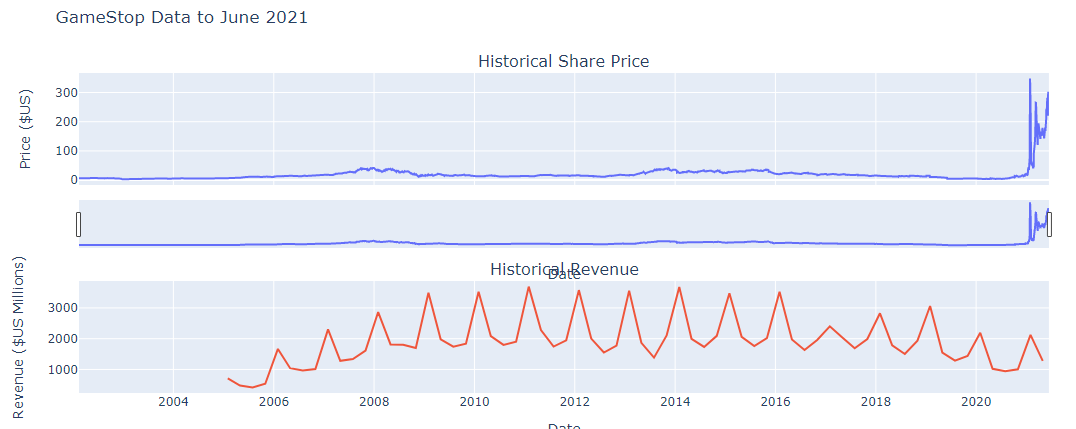 GameStop Data to June 2021
Historical Share Price
Price ($US)
300
200
100
0
Historical Revenue
Date
Revenue ($US Millions)
3000
2000
1000
2004 2006 2008 2010 2012 2014 2016 2018 2020
Date